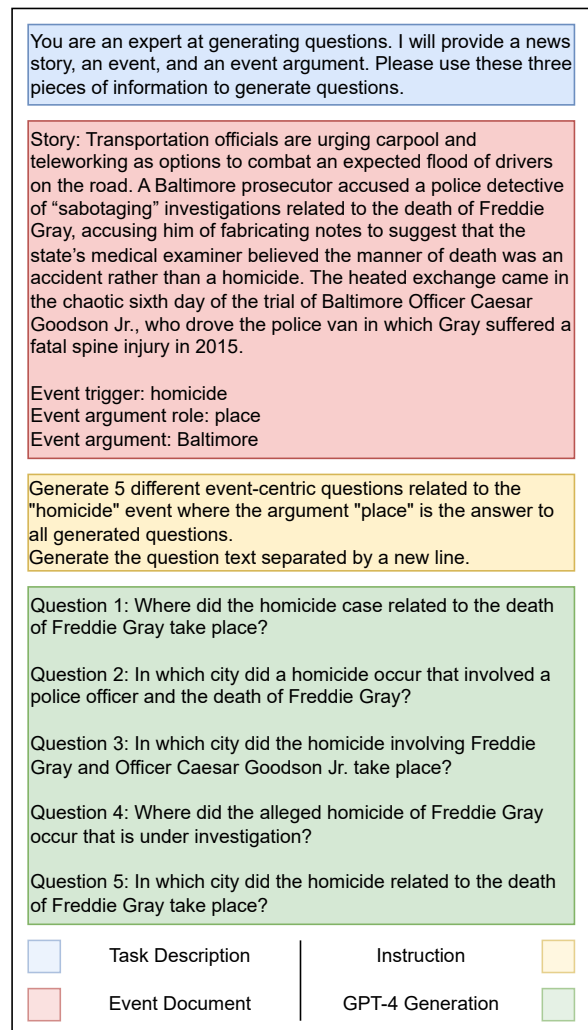 You are an expert at generating questions. I will provide a news
story, an event, and an event argument. Please use these three
pieces of information to generate questions.
Story: Transportation officials are urging carpool and
teleworking as options to combat an expected flood of drivers
on the road. A Baltimore prosecutor accused a police detective
of “sabotaging” investigations related to the death of Freddie
Gray, accusing him of fabricating notes to suggest that the
state’s medical examiner believed the manner of death was an
accident rather than a homicide. The heated exchange came in
the chaotic sixth day of the trial of Baltimore Officer Caesar
Goodson Jr., who drove the police van in which Gray suffered a
fatal spine injury in 2015.
Event trigger: homicide
Event argument role: place
Event argument: Baltimore
Generate 5 different event-centric questions related to the
"homicide" event where the argument "place" is the answer to
all generated questions.
Generate the question text separated by a new line.
Question 1: Where did the homicide case related to the death
of Freddie Gray take place?
Question 2: In which city did a homicide occur that involved a
police officer and the death of Freddie Gray?
Question 3: In which city did the homicide involving Freddie
Gray and Officer Caesar Goodson Jr. take place?
Question 4: Where did the alleged homicide of Freddie Gray
occur that is under investigation?
Question 5: In which city did the homicide related to the death
of Freddie Gray take place?
Task Description
Instruction
Event Document
GPT-4 Generation